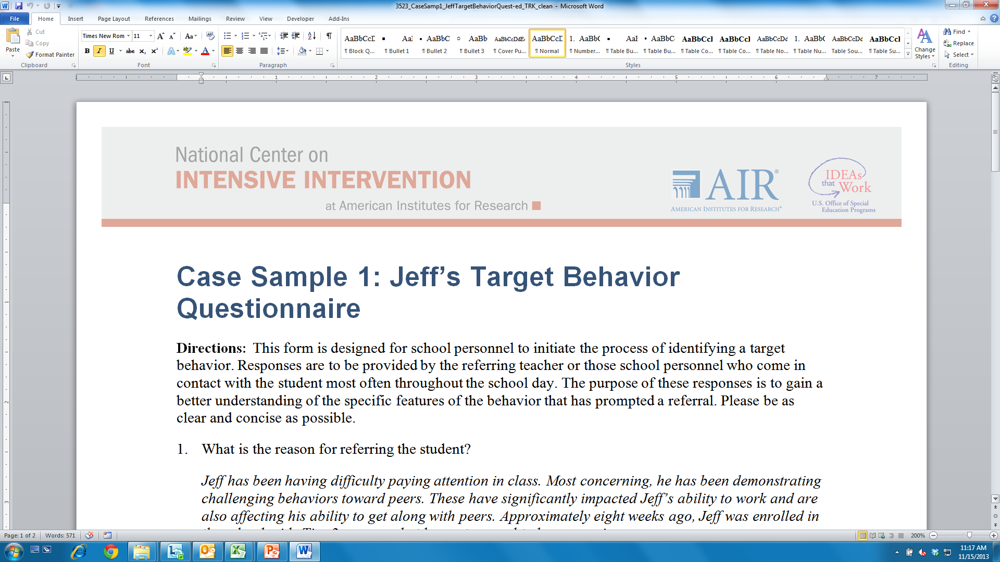 3523_CaseSamp1_JeffTargetBehaviorQuest-ed_TRK_clean - Microsoft Word
File Home Insert Page Layout References Mailings Review View Developer Add-Ins
Cut
Copy
Format Painter
Paste
Clipboard
Times New Rom 11
Font
Paragraph
AaBbCcI AaI AaBbC AaBb AaBbCcDdE AaBbCcI 1. AaBb( AaI AaBbC AaBbCcI AaBbCcI AaBbCcDd 1. AaBb( AaBbCcDd AaBbCcI
¶ Block Q... ¶ Bullet 1 ¶ Bullet 2 ¶ Bullet 3 ¶ Cover Pu... ¶ Normal ¶ Number... ¶ Table Bu... ¶ Table Bu... ¶ Table Co... ¶ Table Co... ¶ Table No... ¶ Table Nu... Table Sou... ¶ Table Su...
Styles
Change
Styles
Find
Replace
Select
Editing
1 1 2 3 4 5 6 7
National Center on
INTENSIVE INTERVENTION
at American Institutes for Research
AIR®
AMERICAN INSTITUTES FOR RESEARCH®
IDEAs
that Work
U.S. Office of Special
Education Programs
Case Sample 1: Jeff’s Target Behavior
Questionnaire
Directions: This form is designed for school personnel to initiate the process of identifying a target
behavior. Responses are to be provided by the referring teacher or those school personnel who come in
contact with the student most often throughout the school day. The purpose of these responses is to gain a
better understanding of the specific features of the behavior that has prompted a referral. Please be as
clear and concise as possible.
1. What is the reason for referring the student?
Jeff has been having difficulty paying attention in class. Most concerning, he has been demonstrating
challenging behaviors toward peers. These have significantly impacted Jeff’s ability to work and are
also affecting his ability to get along with peers. Approximately eight weeks ago, Jeff was enrolled in
Page: 1 of 2 Words: 571 200%
11:17 AM
11/15/2013